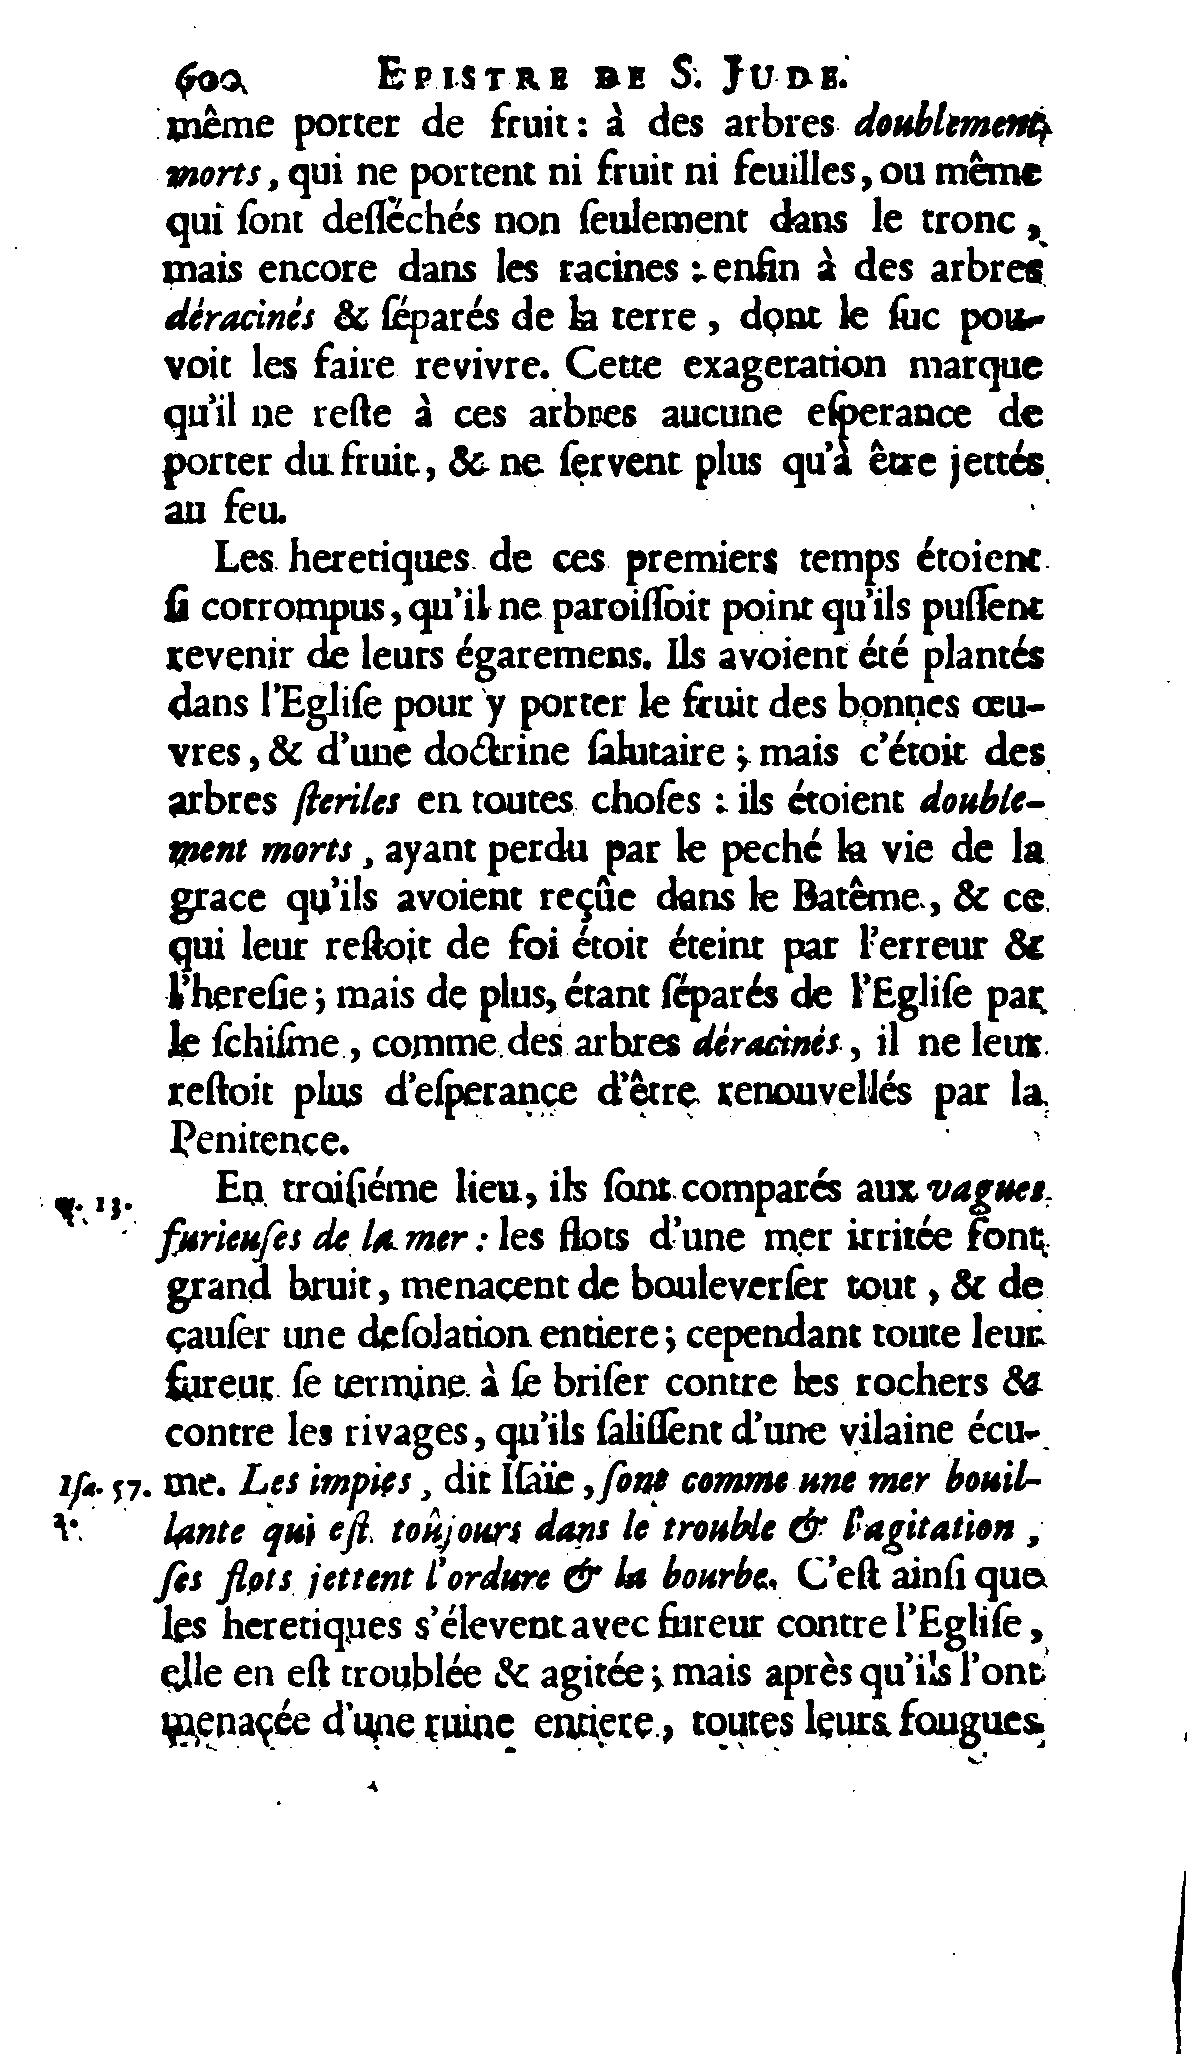 600 EPISTRE DE S. JUDE.
même porter de fruit : à des arbres doublement
morts, qui ne portent ni fruit ni feuilles, ou même
qui ſont deſſéchés non ſeulement dans le tronc,
mais encore dans les racines : enfin à des arbres
déracinés & ſéparés de la terre, dont le ſuc pou-
voit les faire revivre. Cette exageration marque
qu'il ne reſte à ces arbres aucune eſperance de
porter du fruit, & ne ſervent plus qu'à être jettés
au feu.
Les heretiques de ces premiers temps étoient
ſi corrompus, qu'il ne paroiſſoit point qu'ils puſſent
revenir de leurs égaremens. Ils avoient été plantés
dans l'Egliſe pour y porter le fruit des bonnes œu-
vres, & d'une doctrine ſalutaire ; mais c'étoit des
arbres ſteriles en toutes choſes : ils étoient double-
ment morts, ayant perdu par le peché la vie de la
grace qu'ils avoient reçûe dans le Batême, & ce
qui leur reſtoit de foi étoit éteint par l'erreur &
l'hereſie ; mais de plus, étant ſéparés de l'Egliſe par
le ſchiſme, comme des arbres déracinés, il ne leur
reſtoit plus d'eſperance d'être renouvellés par la
Penitence.
℣. 13. En troiſiéme lieu, ils ſont comparés aux vagues
furieuſes de la mer : les flots d'une mer irritée font
grand bruit, menacent de bouleverſer tout, & de
cauſer une deſolation entiere ; cependant toute leur
fureur ſe termine à ſe briſer contre les rochers &
contre les rivages, qu'ils ſaliſſent d'une vilaine écu-
Iſa. 57. me. Les impies, dit Iſaïe, ſont comme une mer bouil-
2. lante qui eſt toûjours dans le trouble & l'agitation,
ſes flots jettent l'ordure & la bourbe. C'eſt ainſi que
les heretiques s'élevent avec fureur contre l'Egliſe,
elle en eſt troublée & agitée ; mais après qu'ils l'ont
menaçée d'une ruine entiere, toutes leurs fougues